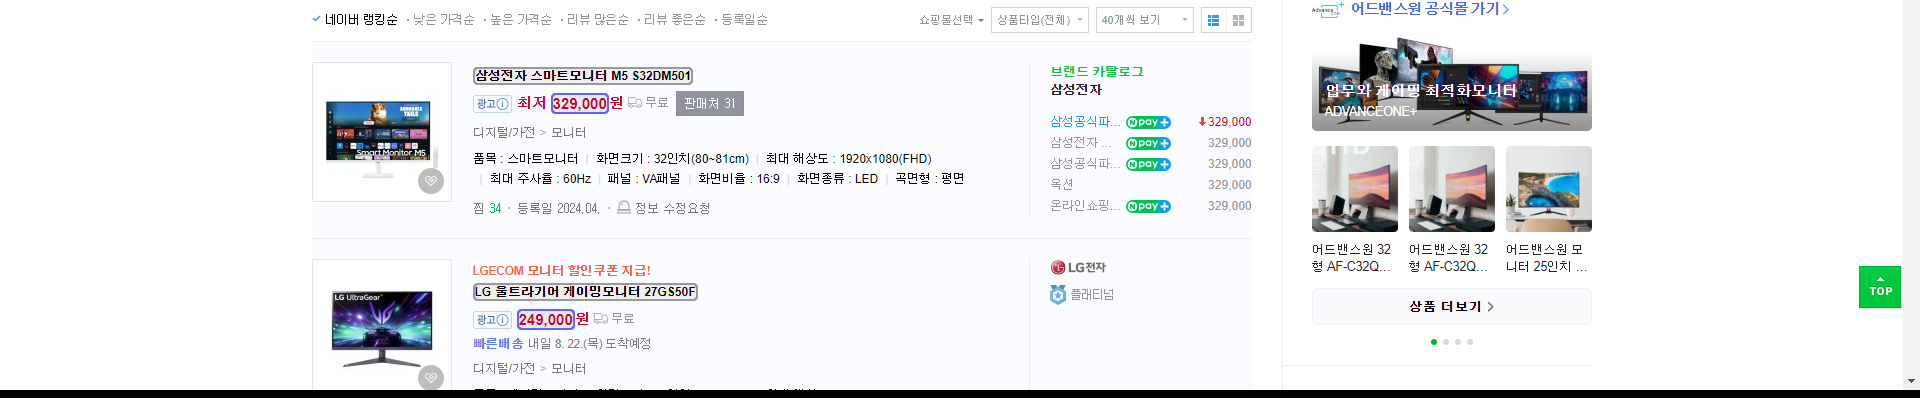 네이버 랭킹순 · 낮은 가격순 · 높은 가격순 · 리뷰 많은순 · 리뷰 좋은순 · 등록일순
쇼핑몰선택 상품타입(전체) 40개씩 보기
삼성전자 스마트모니터 M5 S32DM501
광고 최저 329,000원 무료 판매처 31
디지털/가전 > 모니터
품목 : 스마트모니터 | 화면크기 : 32인치(80~81cm) | 최대 해상도 : 1920x1080(FHD)
| 최대 주사율 : 60Hz | 패널 : VA패널 | 화면비율 : 16:9 | 화면종류 : LED | 곡면형 : 평면
찜 34 · 등록일 2024.04. · 정보 수정요청
ADORABLE TAILS
Smart Monitor M5
브랜드 카탈로그
삼성전자
삼성공식파... N pay+ 329,000
삼성전자 ... N pay+ 329,000
삼성공식파... N pay+ 329,000
옥션 329,000
온라인쇼핑... N pay+ 329,000
LG UltraGear
LGECOM 모니터 할인쿠폰 지급!
LG 울트라기어 게이밍모니터 27GS50F
광고 249,000원 무료
빠른배송 내일 8. 22.(목) 도착예정
디지털/가전 > 모니터
LG LG전자
플래티넘
어드밴스원 공식몰 가기 >
업무와 게이밍 최적화모니터
ADVANCEONE+
어드밴스원 32형 AF-C32Q...
어드밴스원 32형 AF-C32Q...
어드밴스원 모니터 25인치 ...
상품 더보기 >
TOP